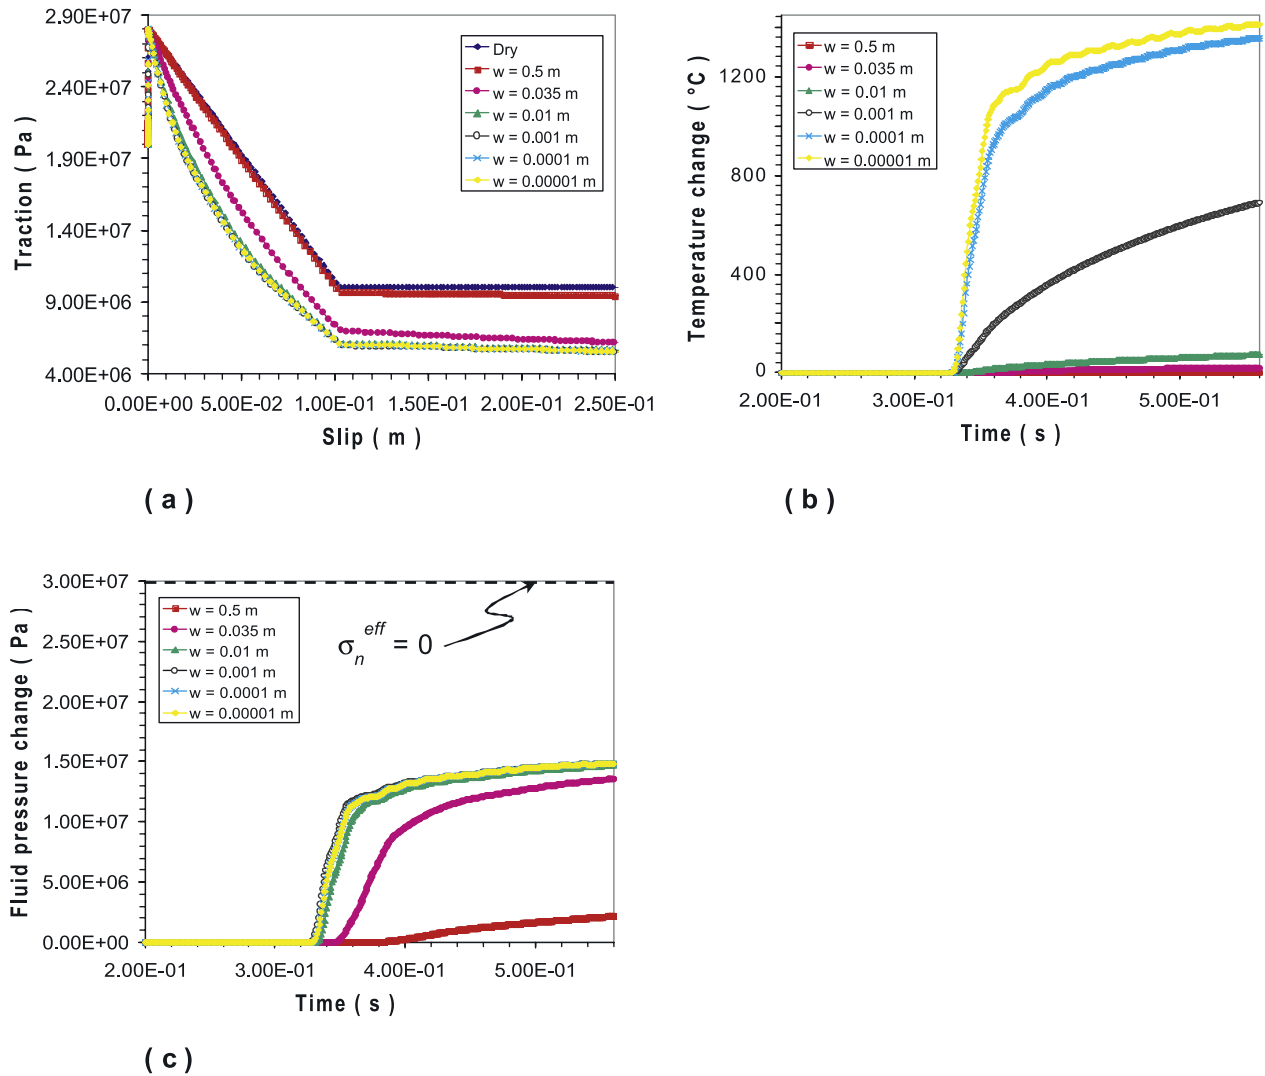 2.90E+07
2.40E+07
1.90E+07
1.40E+07
9.00E+06
4.00E+06
Traction ( Pa )
0.00E+00 5.00E-02 1.00E-01 1.50E-01 2.00E-01 2.50E-01
Slip ( m )
Dry
w = 0.5 m
w = 0.035 m
w = 0.01 m
w = 0.001 m
w = 0.0001 m
w = 0.00001 m
( a )
1200
800
400
0
Temperature change ( °C )
2.00E-01 3.00E-01 4.00E-01 5.00E-01
Time ( s )
w = 0.5 m
w = 0.035 m
w = 0.01 m
w = 0.001 m
w = 0.0001 m
w = 0.00001 m
( b )
3.00E+07
2.50E+07
2.00E+07
1.50E+07
1.00E+07
5.00E+06
0.00E+00
Fluid pressure change ( Pa )
2.00E-01 3.00E-01 4.00E-01 5.00E-01
Time ( s )
w = 0.5 m
w = 0.035 m
w = 0.01 m
w = 0.001 m
w = 0.0001 m
w = 0.00001 m
σn eff = 0
( c )